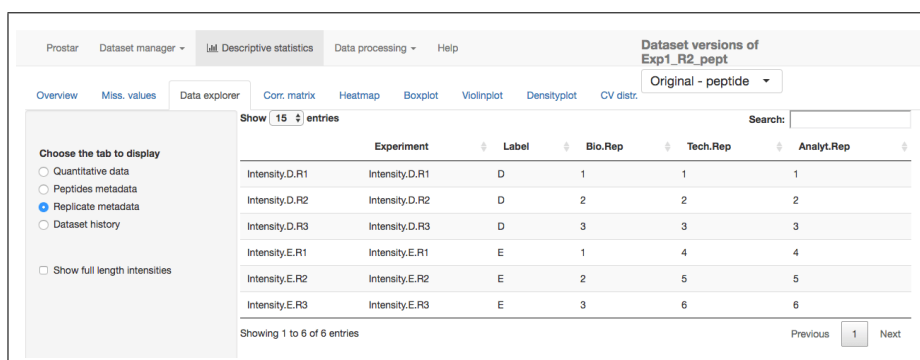 Prostar Dataset manager Descriptive statistics Data processing Help
Dataset versions of
Exp1_R2_pept
Original - peptide
Overview Miss. values Data explorer Corr. matrix Heatmap Boxplot Violinplot Densityplot CV distr.
Choose the tab to display
Quantitative data
Peptides metadata
Replicate metadata
Dataset history
Show full length intensities
Show 15 entries
Search:
Experiment Label Bio.Rep Tech.Rep Analyt.Rep
Intensity.D.R1 Intensity.D.R1 D 1 1 1
Intensity.D.R2 Intensity.D.R2 D 2 2 2
Intensity.D.R3 Intensity.D.R3 D 3 3 3
Intensity.E.R1 Intensity.E.R1 E 1 4 4
Intensity.E.R2 Intensity.E.R2 E 2 5 5
Intensity.E.R3 Intensity.E.R3 E 3 6 6
Showing 1 to 6 of 6 entries
Previous 1 Next